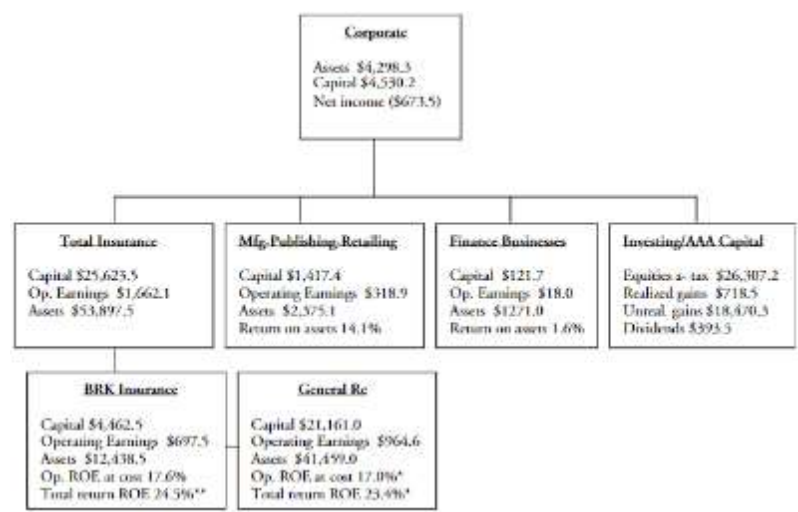 Corporate
Assets $4,298.3
Capital $4,530.2
Net income ($673.5)
Total Insurance
Capital $25,623.5
Op. Earnings $1,662.1
Assets $53,897.5
Mfg-Publishing-Retailing
Capital $1,417.4
Operating Earnings $318.9
Assets $2,375.1
Return on assets 14.1%
Finance Businesses
Capital $121.7
Op. Earnings $18.0
Assets $1271.0
Return on assets 1.6%
Investing/AAA Capital
Equities a- tax $26,307.2
Realized gains $718.5
Unreal. gains $18,470.3
Dividends $393.5
BRK Insurance
Capital $4,462.5
Operating Earnings $697.5
Assets $12,438.5
Op. ROE at cost 17.6%
Total return ROE 24.5%**
General Re
Capital $21,161.0
Operating Earnings $964.6
Assets $41,459.0
Op. ROE at cost 17.0%*
Total return ROE 23.4%*